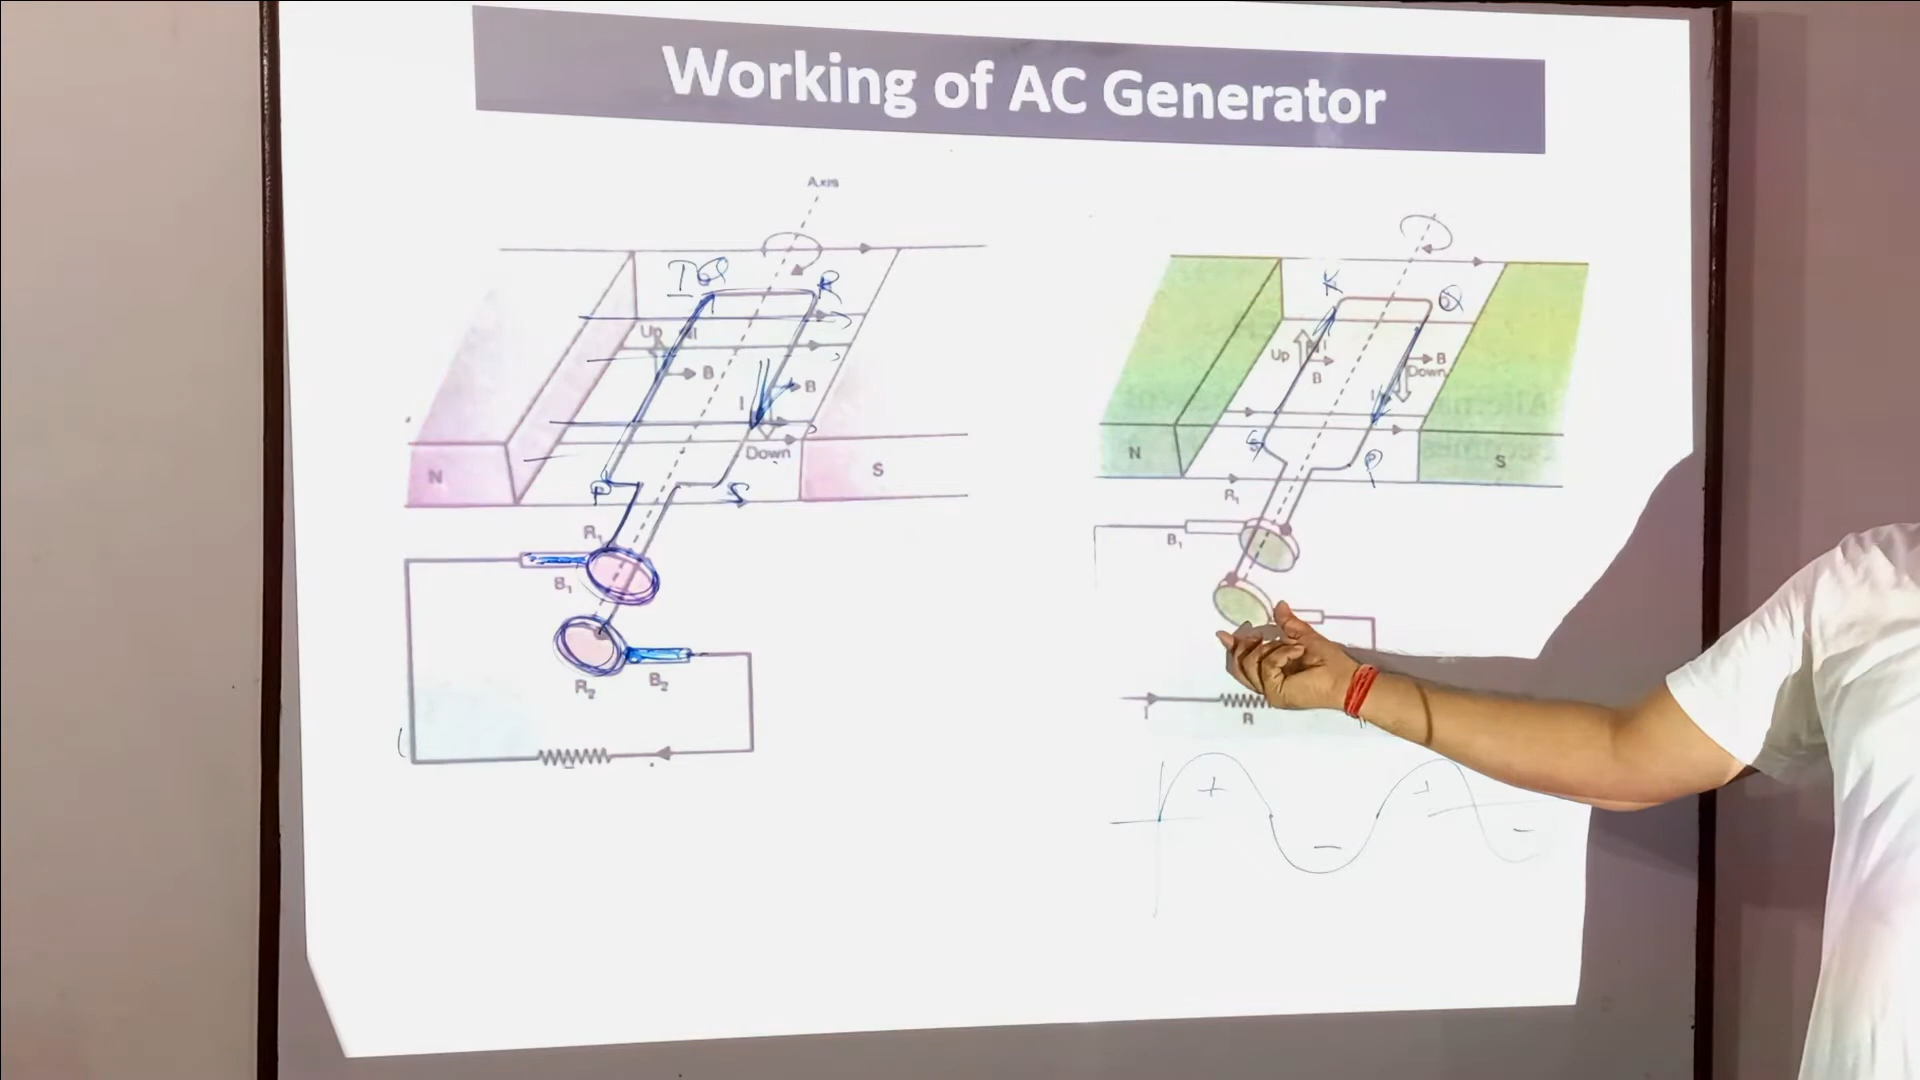 Working of AC Generator
Axis
I Q R
Up I
B
I B
Down
N S
P S
R₁
B₁
R₂ B₂
R Q
Up I
B
B
Down
I
N S
S P
R₁
B₁
I R
+ +
− −